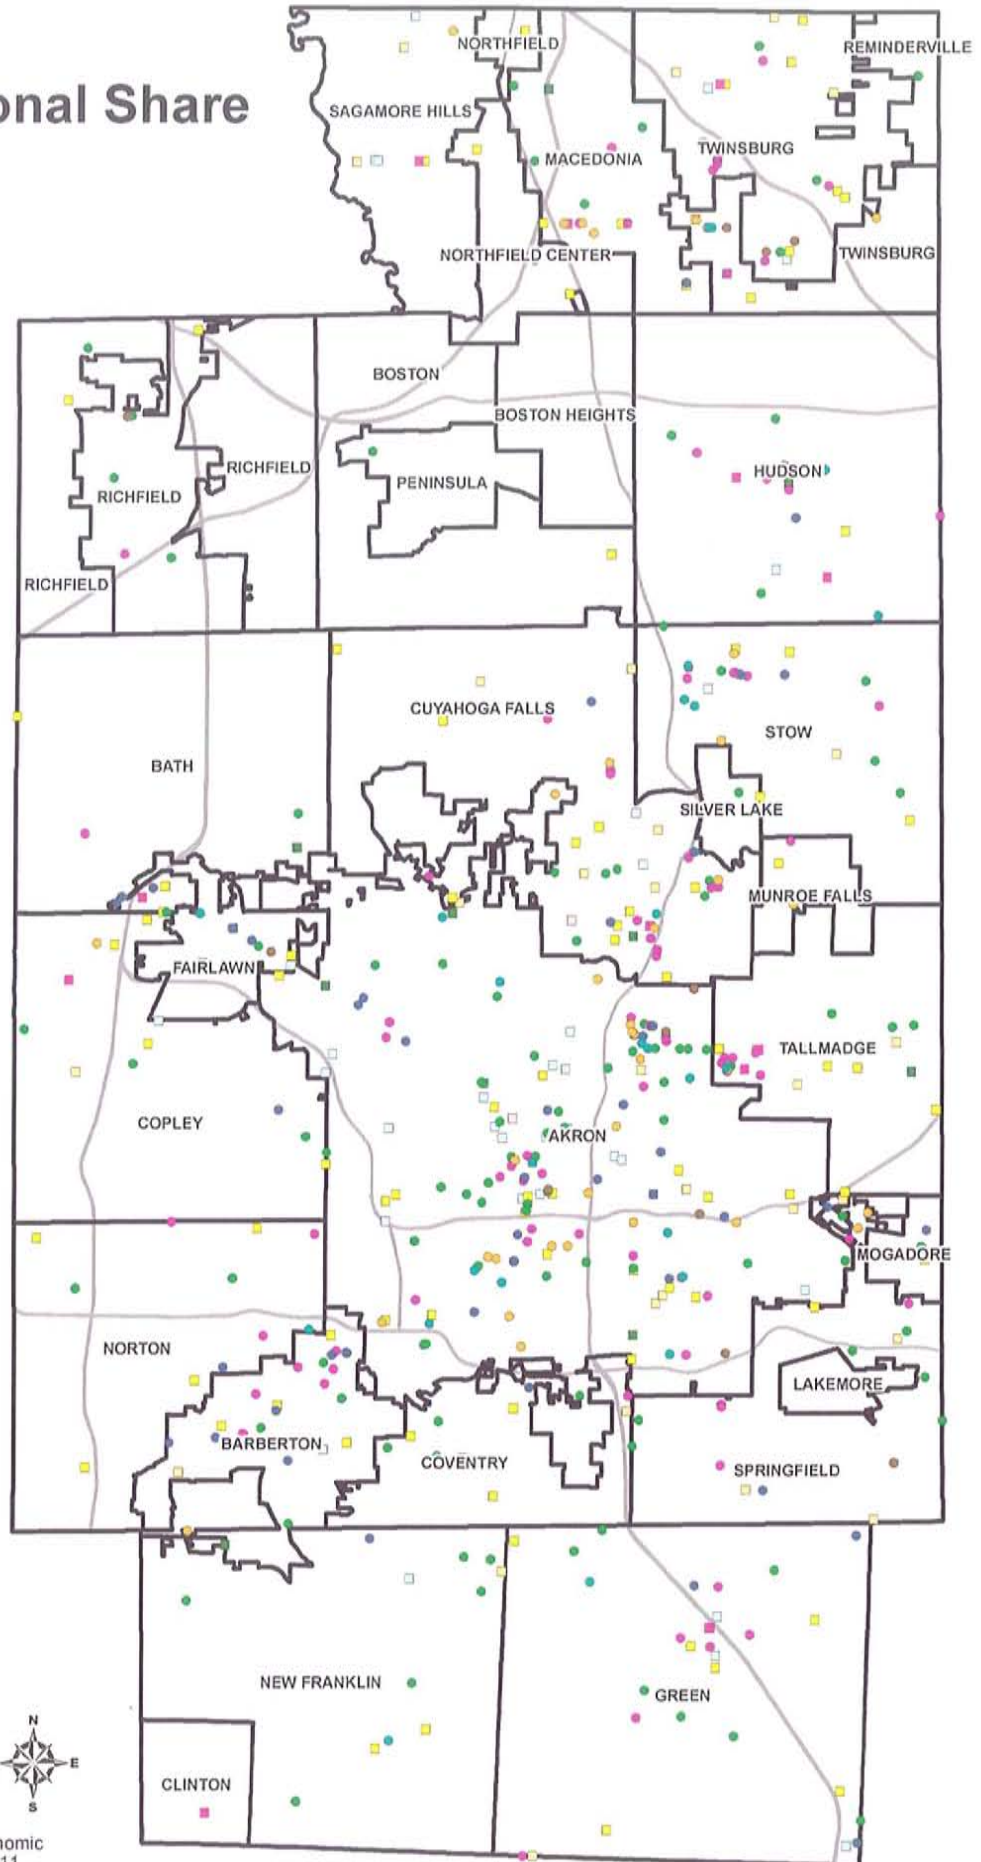 onal Share
NORTHFIELD
REMINDERVILLE
SAGAMORE HILLS
TWINSBURG
MACEDONIA
NORTHFIELD CENTER
TWINSBURG
BOSTON
BOSTON HEIGHTS
RICHFIELD
HUDSON
PENINSULA
RICHFIELD
RICHFIELD
CUYAHOGA FALLS
STOW
BATH
SILVER LAKE
MUNROE FALLS
FAIRLAWN
TALLMADGE
COPLEY
AKRON
MOGADORE
NORTON
LAKEMORE
BARBERTON
COVENTRY
SPRINGFIELD
NEW FRANKLIN
GREEN
N
E
S
CLINTON
nomic